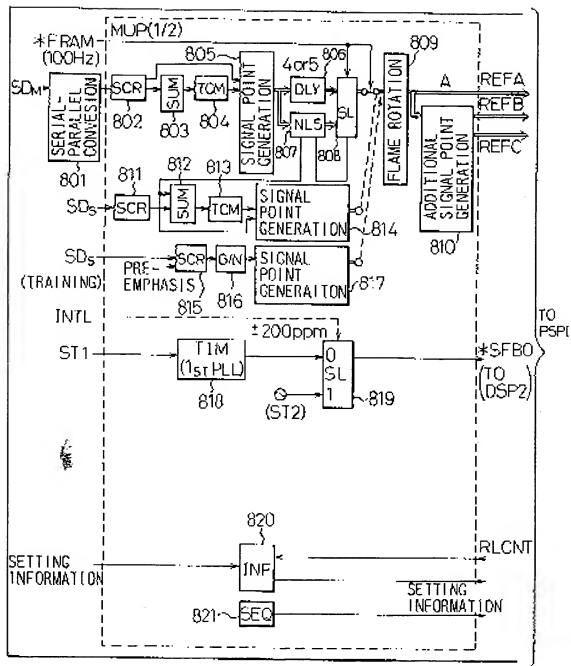 *FRAM
(100Hz)
MUP(1/2)
805
4or5
806
809
SDM
SERIAL-
PARALLEL
CONVESION
801
SCR
802
SUM
803
TCM
804
SIGNAL POINT
GENERATION
DLY
NLS
807
SL
808
FLAME ROTATION
A
REFA
REFB
REFC
ADDITIONAL
SIGNAL POINT
GENERATION
810
811
812
813
SDS
SCR
SUM
TCM
SIGNAL
POINT
GENERATION
814
SDS
(TRAINING)
PRE-
EMPHASIS
SCR
815
G/N
816
SIGNAL
POINT
GENERAITON
817
INTL
±200ppm
ST1
TIM
(1ST PLL)
818
0
SL
1
819
(ST2)
*SFBO
(TO
DSP2)
TO
PSPD
820
SETTING
INFORMATION
INF
RLCNT
SETTING
INFORMATION
821
SEQ